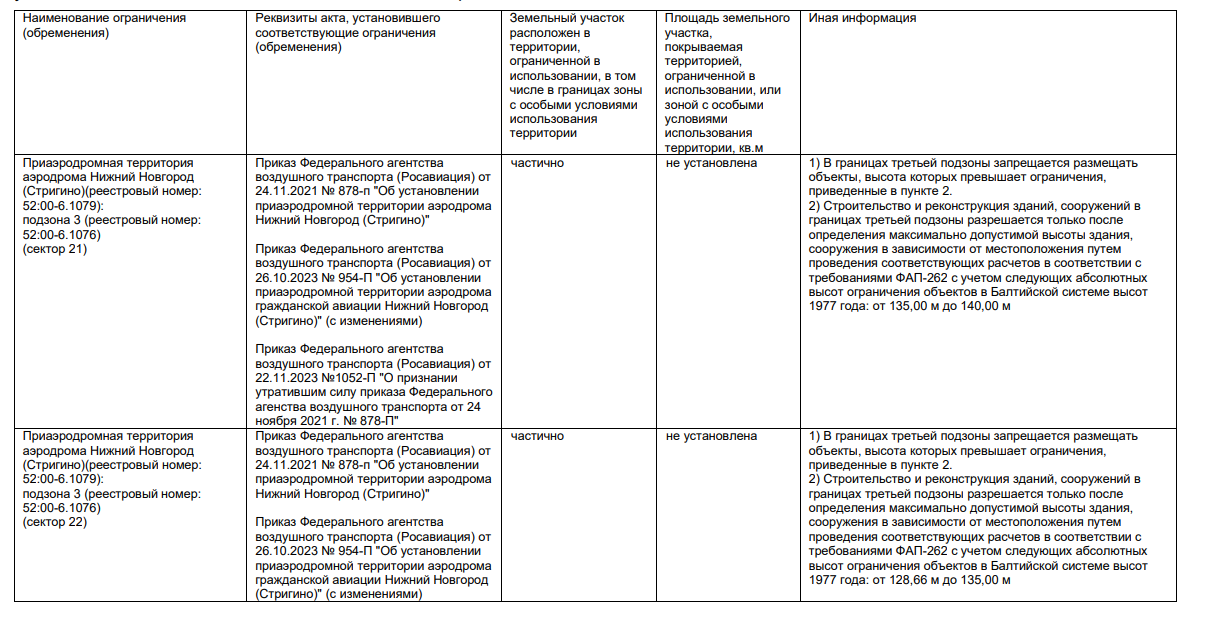 Наименование ограничения
(обременения)
Реквизиты акта, установившего
соответствующие ограничения
(обременения)
Земельный участок
расположен в
территории,
ограниченной в
использовании, в том
числе в границах зоны
с особыми условиями
использования
территории
Площадь земельного
участка,
покрываемая
территорией,
ограниченной в
использовании, или
зоной с особыми
условиями
использования
территории, кв.м
Иная информация
Приаэродромная территория
аэродрома Нижний Новгород
(Стригино)(реестровый номер:
52:00-6.1079):
подзона 3 (реестровый номер:
52:00-6.1076)
(сектор 21)
Приказ Федерального агентства
воздушного транспорта (Росавиация) от
24.11.2021 № 878-п "Об установлении
приаэродромной территории аэродрома
Нижний Новгород (Стригино)"
Приказ Федерального агентства
воздушного транспорта (Росавиация) от
26.10.2023 № 954-П "Об установлении
приаэродромной территории аэродрома
гражданской авиации Нижний Новгород
(Стригино)" (с изменениями)
Приказ Федерального агентства
воздушного транспорта (Росавиация) от
22.11.2023 №1052-П "О признании
утратившим силу приказа Федерального
агенства воздушного транспорта от 24
ноября 2021 г. № 878-П"
частично
не установлена
1) В границах третьей подзоны запрещается размещать
объекты, высота которых превышает ограничения,
приведенные в пункте 2.
2) Строительство и реконструкция зданий, сооружений в
границах третьей подзоны разрешается только после
определения максимально допустимой высоты здания,
сооружения в зависимости от местоположения путем
проведения соответствующих расчетов в соответствии с
требованиями ФАП-262 с учетом следующих абсолютных
высот ограничения объектов в Балтийской системе высот
1977 года: от 135,00 м до 140,00 м
Приаэродромная территория
аэродрома Нижний Новгород
(Стригино)(реестровый номер:
52:00-6.1079):
подзона 3 (реестровый номер:
52:00-6.1076)
(сектор 22)
Приказ Федерального агентства
воздушного транспорта (Росавиация) от
24.11.2021 № 878-п "Об установлении
приаэродромной территории аэродрома
Нижний Новгород (Стригино)"
Приказ Федерального агентства
воздушного транспорта (Росавиация) от
26.10.2023 № 954-П "Об установлении
приаэродромной территории аэродрома
гражданской авиации Нижний Новгород
(Стригино)" (с изменениями)
частично
не установлена
1) В границах третьей подзоны запрещается размещать
объекты, высота которых превышает ограничения,
приведенные в пункте 2.
2) Строительство и реконструкция зданий, сооружений в
границах третьей подзоны разрешается только после
определения максимально допустимой высоты здания,
сооружения в зависимости от местоположения путем
проведения соответствующих расчетов в соответствии с
требованиями ФАП-262 с учетом следующих абсолютных
высот ограничения объектов в Балтийской системе высот
1977 года: от 128,66 м до 135,00 м